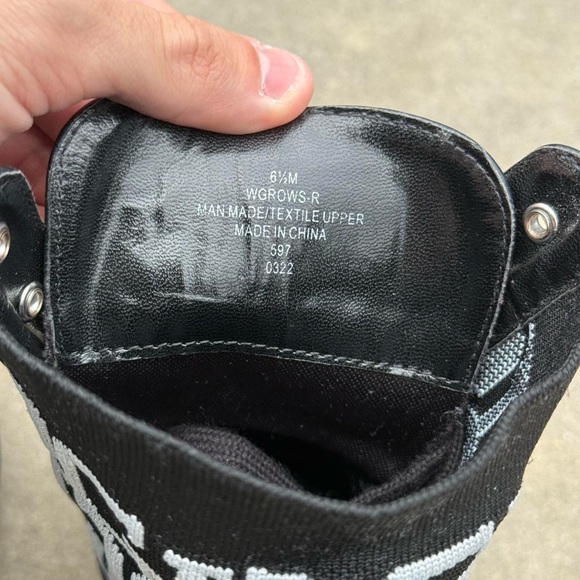 6½M
WGROWS-R
MAN MADE/TEXTILE UPPER
MADE IN CHINA
597
0322